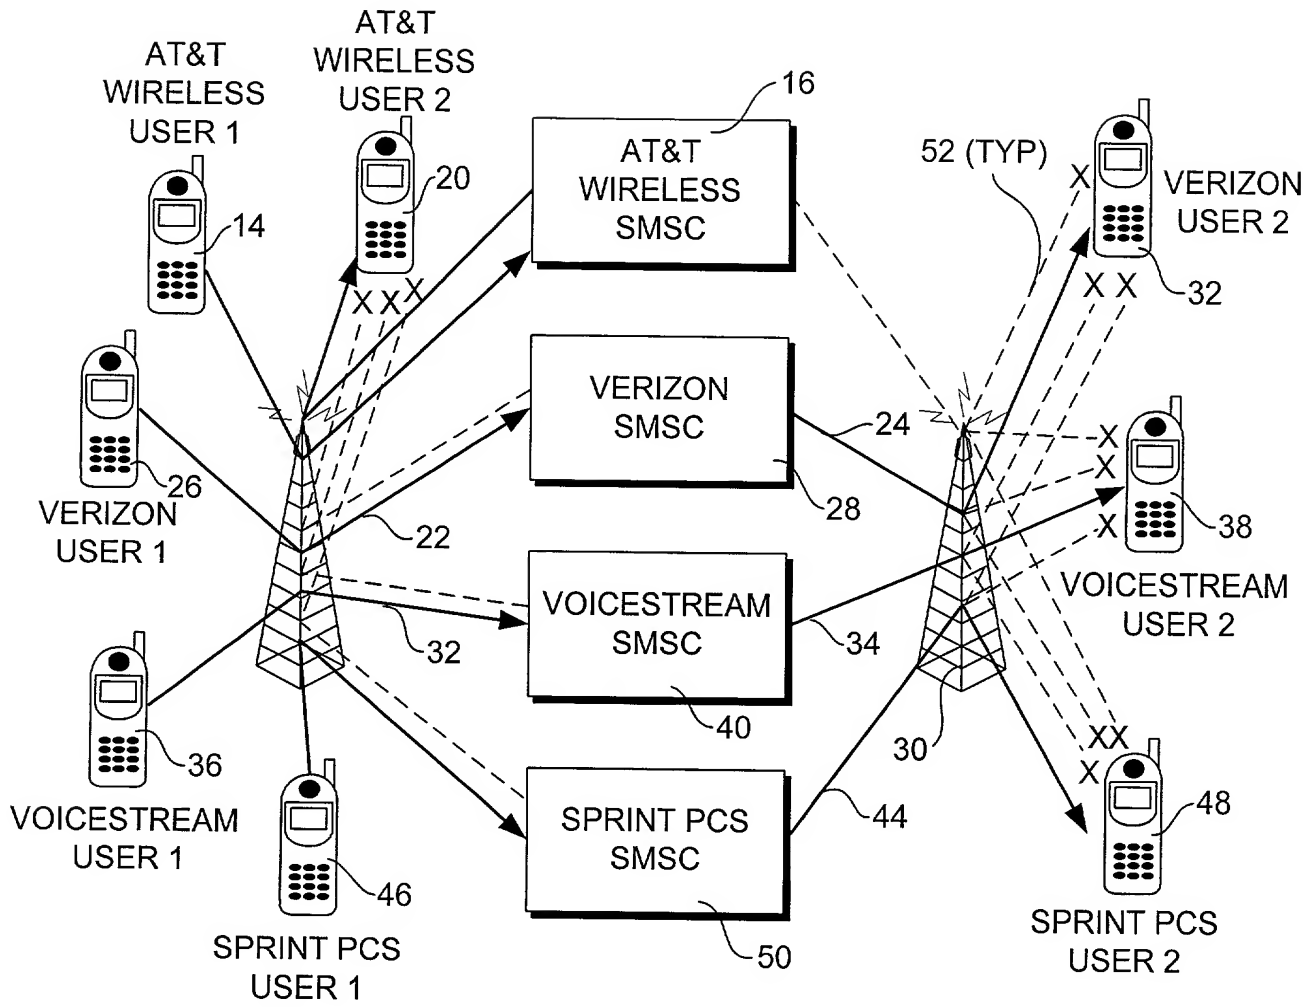 AT&T
WIRELESS
USER 1
AT&T
WIRELESS
USER 2
16
AT&T
WIRELESS
SMSC
52 (TYP)
X
VERIZON
USER 2
20
14
X X X
X X
32
VERIZON
SMSC
24
28
26
VERIZON
USER 1
22
X
X
X
38
VOICESTREAM
USER 2
VOICESTREAM
SMSC
32
34
40
30
36
VOICESTREAM
USER 1
XX
X
48
SPRINT PCS
SMSC
44
46
50
SPRINT PCS
USER 1
SPRINT PCS
USER 2